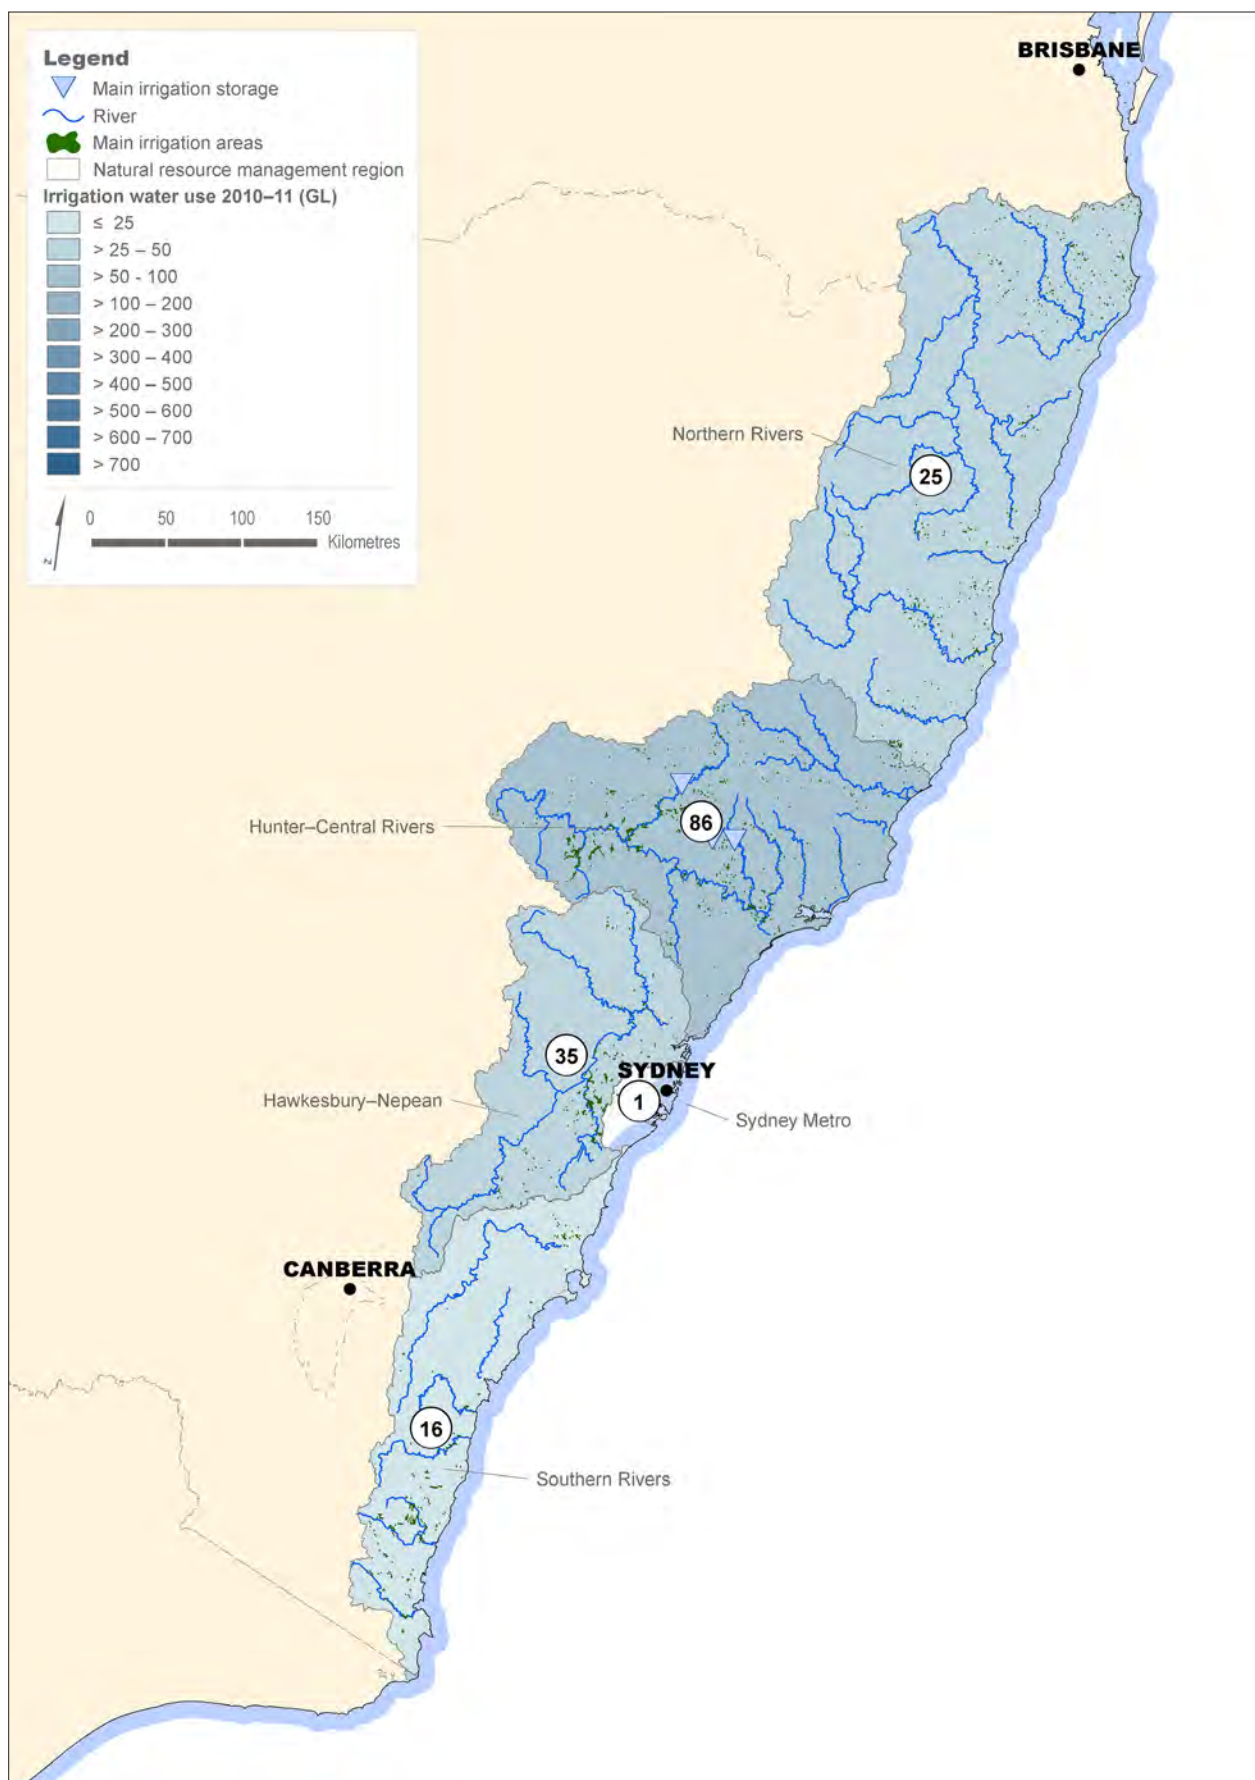 Legend
Main irrigation storage
River
Main irrigation areas
Natural resource management region
Irrigation water use 2010–11 (GL)
≤ 25
> 25 – 50
> 50 - 100
> 100 – 200
> 200 – 300
> 300 – 400
> 400 – 500
> 500 – 600
> 600 – 700
> 700
N
0 50 100 150
Kilometres
BRISBANE
Northern Rivers
25
Hunter–Central Rivers
86
35
SYDNEY
1
Hawkesbury–Nepean
Sydney Metro
CANBERRA
16
Southern Rivers